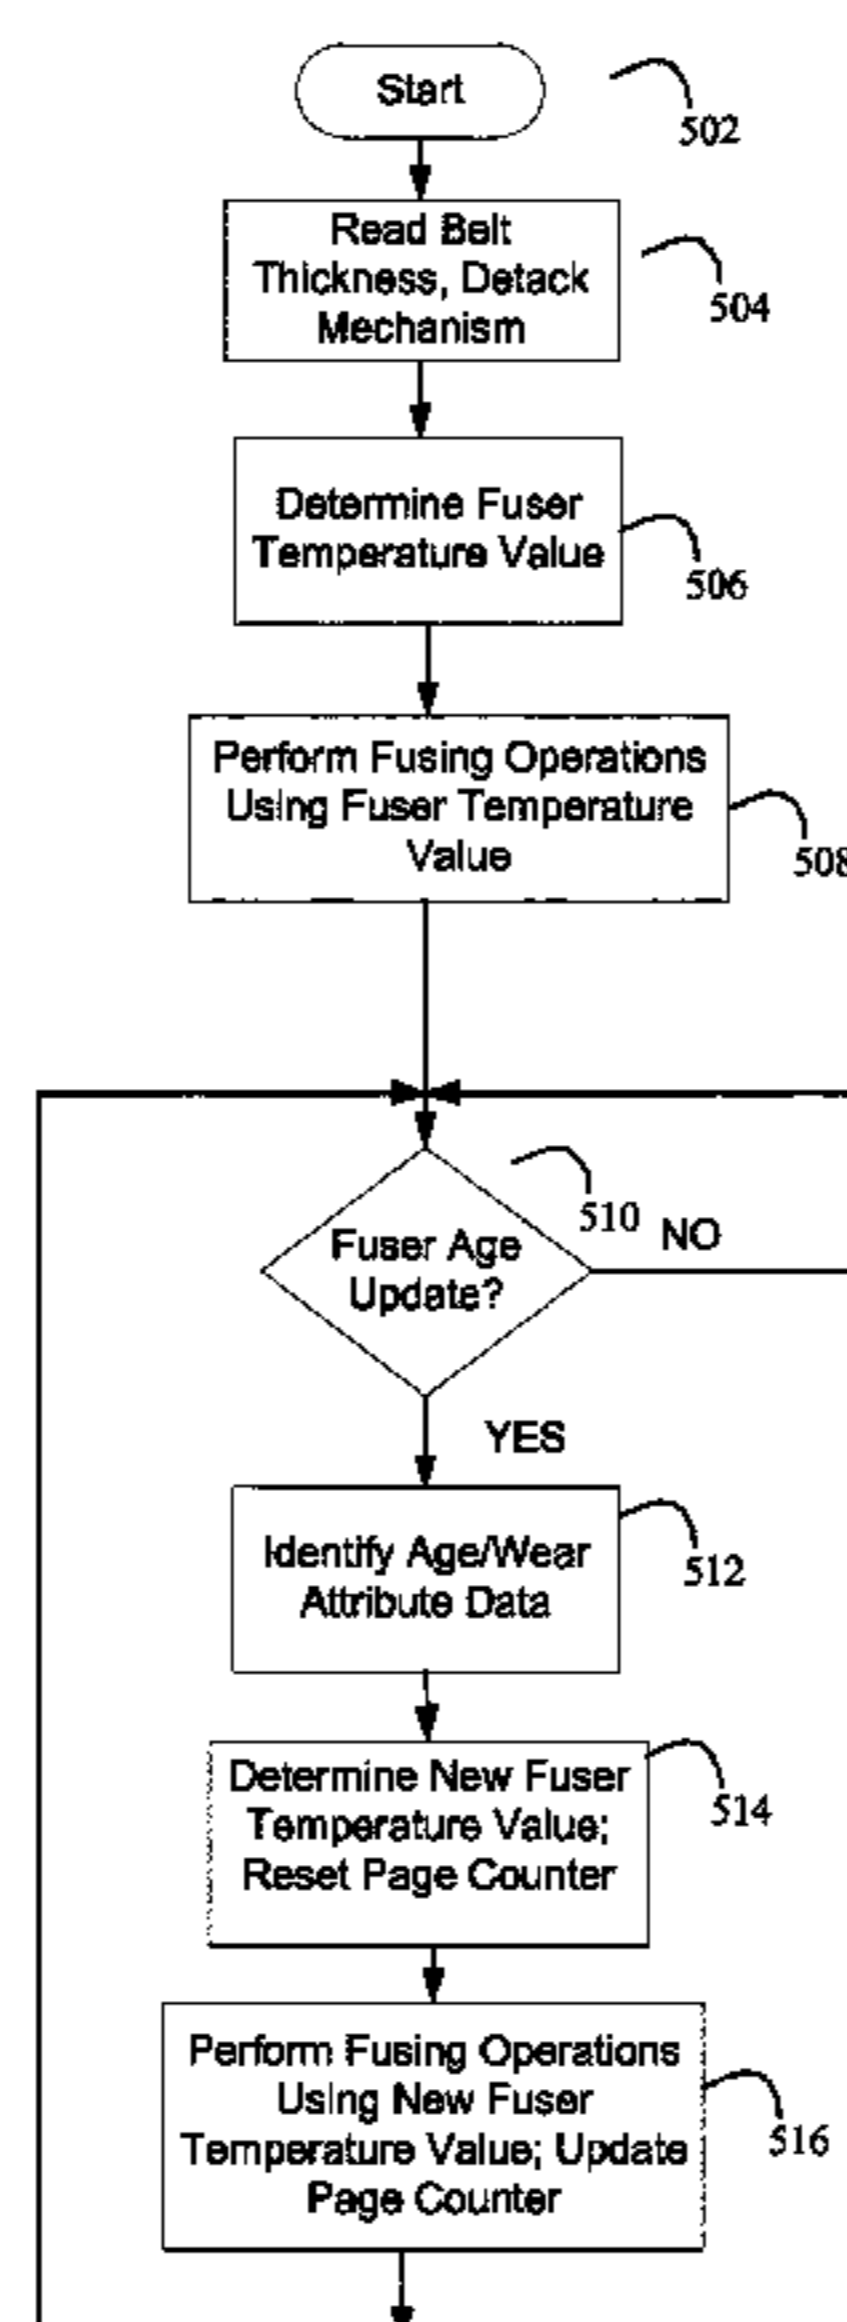 Start
502
Read Belt
Thickness, Detack
Mechanism
504
Determine Fuser
Temperature Value
506
Perform Fusing Operations
Using Fuser Temperature
Value
508
510
NO
Fuser Age
Update?
YES
Identify Age/Wear
Attribute Data
512
Determine New Fuser
Temperature Value;
Reset Page Counter
514
Perform Fusing Operations
Using New Fuser
Temperature Value; Update
Page Counter
516